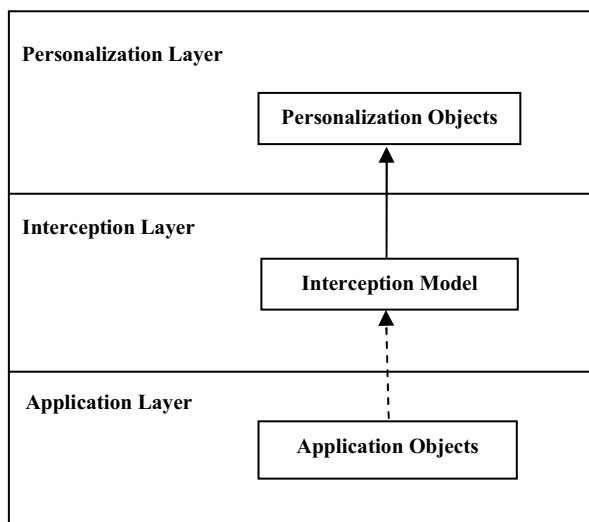 Personalization Layer
Personalization Objects
Interception Layer
Interception Model
Application Layer
Application Objects